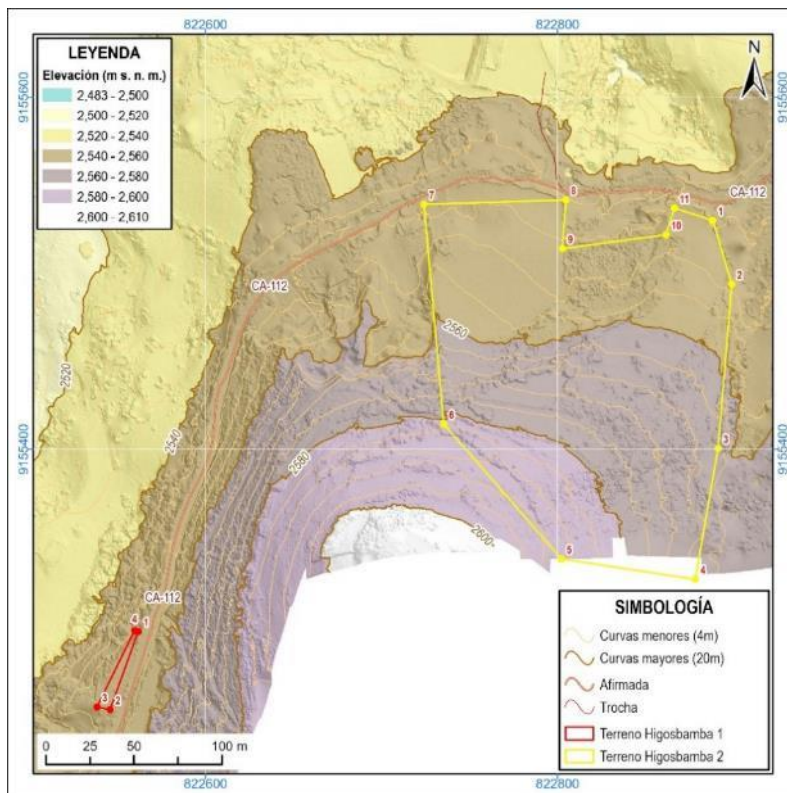 822600
822800
LEYENDA
Elevación (m s. n. m.)
2,483 - 2,500
2,500 - 2,520
2,520 - 2,540
2,540 - 2,560
2,560 - 2,580
2,580 - 2,600
2,600 - 2,610
N
9155600
9155600
7
8
11
1
CA-112
9
10
2
CA-112
2560
2520
6
3
2540
2580
9155400
9155400
2600
5
4
CA-112
4
1
3
2
SIMBOLOGÍA
Curvas menores (4m)
Curvas mayores (20m)
Afirmada
Trocha
Terreno Higosbamba 1
Terreno Higosbamba 2
0 25 50 100 m
822600
822800